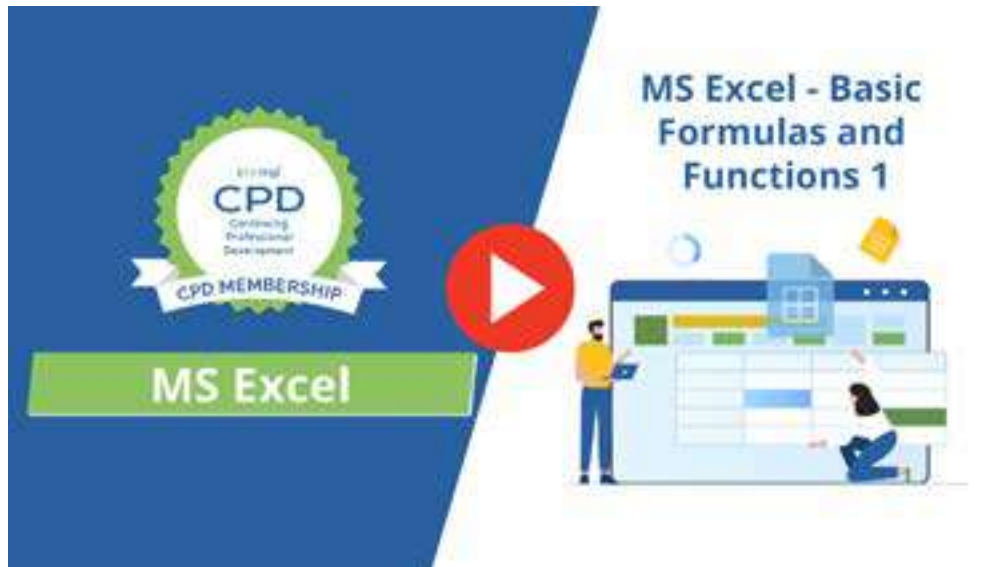 CPD
Continuing
Professional
Development
CPD MEMBERSHIP
MS Excel
MS Excel - Basic
Formulas and
Functions 1